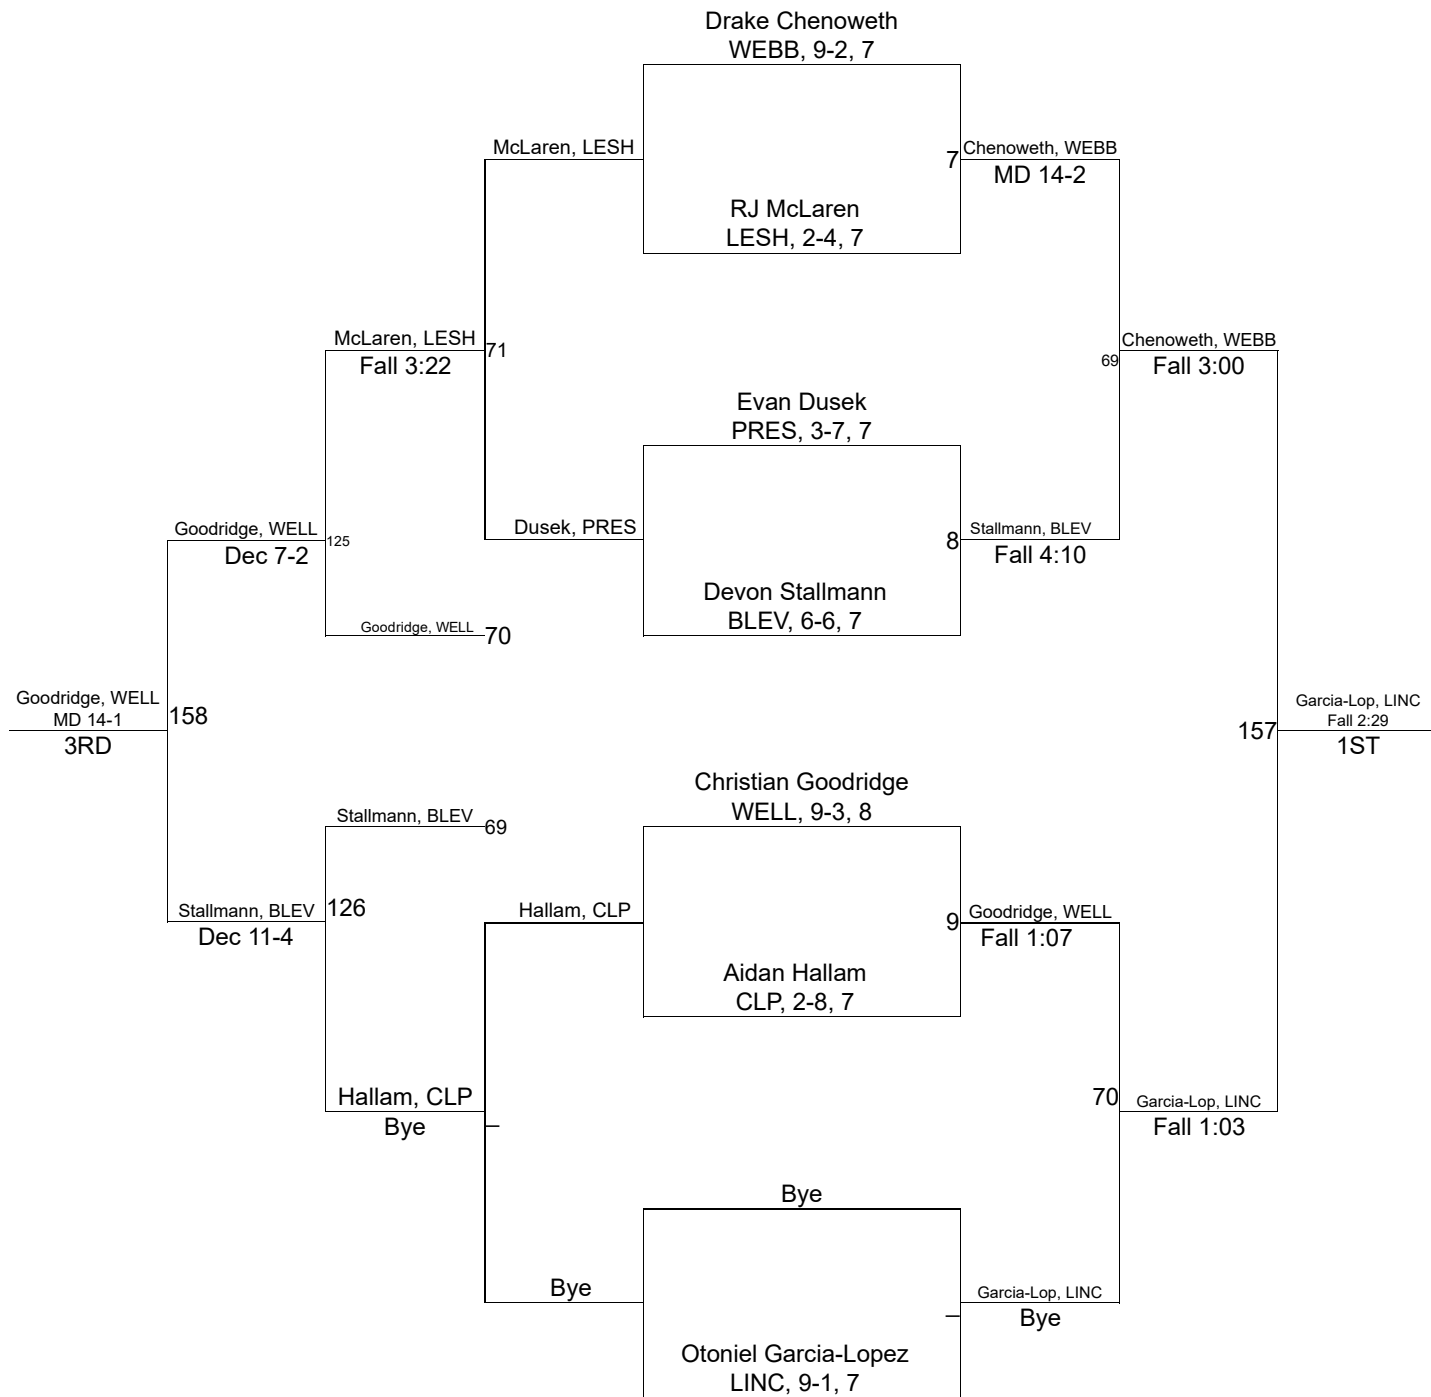 Drake Chenoweth
WEBB, 9-2, 7
McLaren, LESH
7
Chenoweth, WEBB
MD 14-2
RJ McLaren
LESH, 2-4, 7
McLaren, LESH
71
Fall 3:22
69
Chenoweth, WEBB
Fall 3:00
Evan Dusek
PRES, 3-7, 7
Goodridge, WELL
125
Dec 7-2
Dusek, PRES
8
Stallmann, BLEV
Fall 4:10
Devon Stallmann
BLEV, 6-6, 7
Goodridge, WELL
70
Goodridge, WELL
MD 14-1
3RD
158
157
Garcia-Lop, LINC
Fall 2:29
1ST
Christian Goodridge
WELL, 9-3, 8
Stallmann, BLEV
69
Stallmann, BLEV
126
Dec 11-4
Hallam, CLP
9
Goodridge, WELL
Fall 1:07
Aidan Hallam
CLP, 2-8, 7
Hallam, CLP
Bye
70
Garcia-Lop, LINC
Fall 1:03
Bye
Bye
Garcia-Lop, LINC
Bye
Otoniel Garcia-Lopez
LINC, 9-1, 7